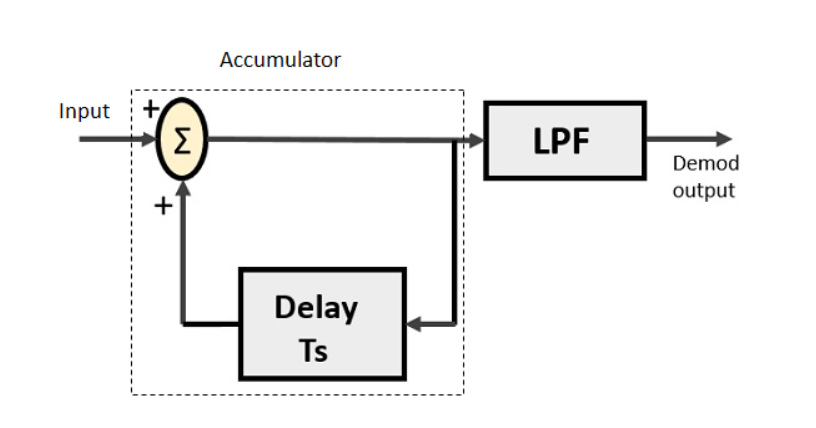 Accumulator
Input
+
Σ
LPF
Demod
output
+
Delay
Ts